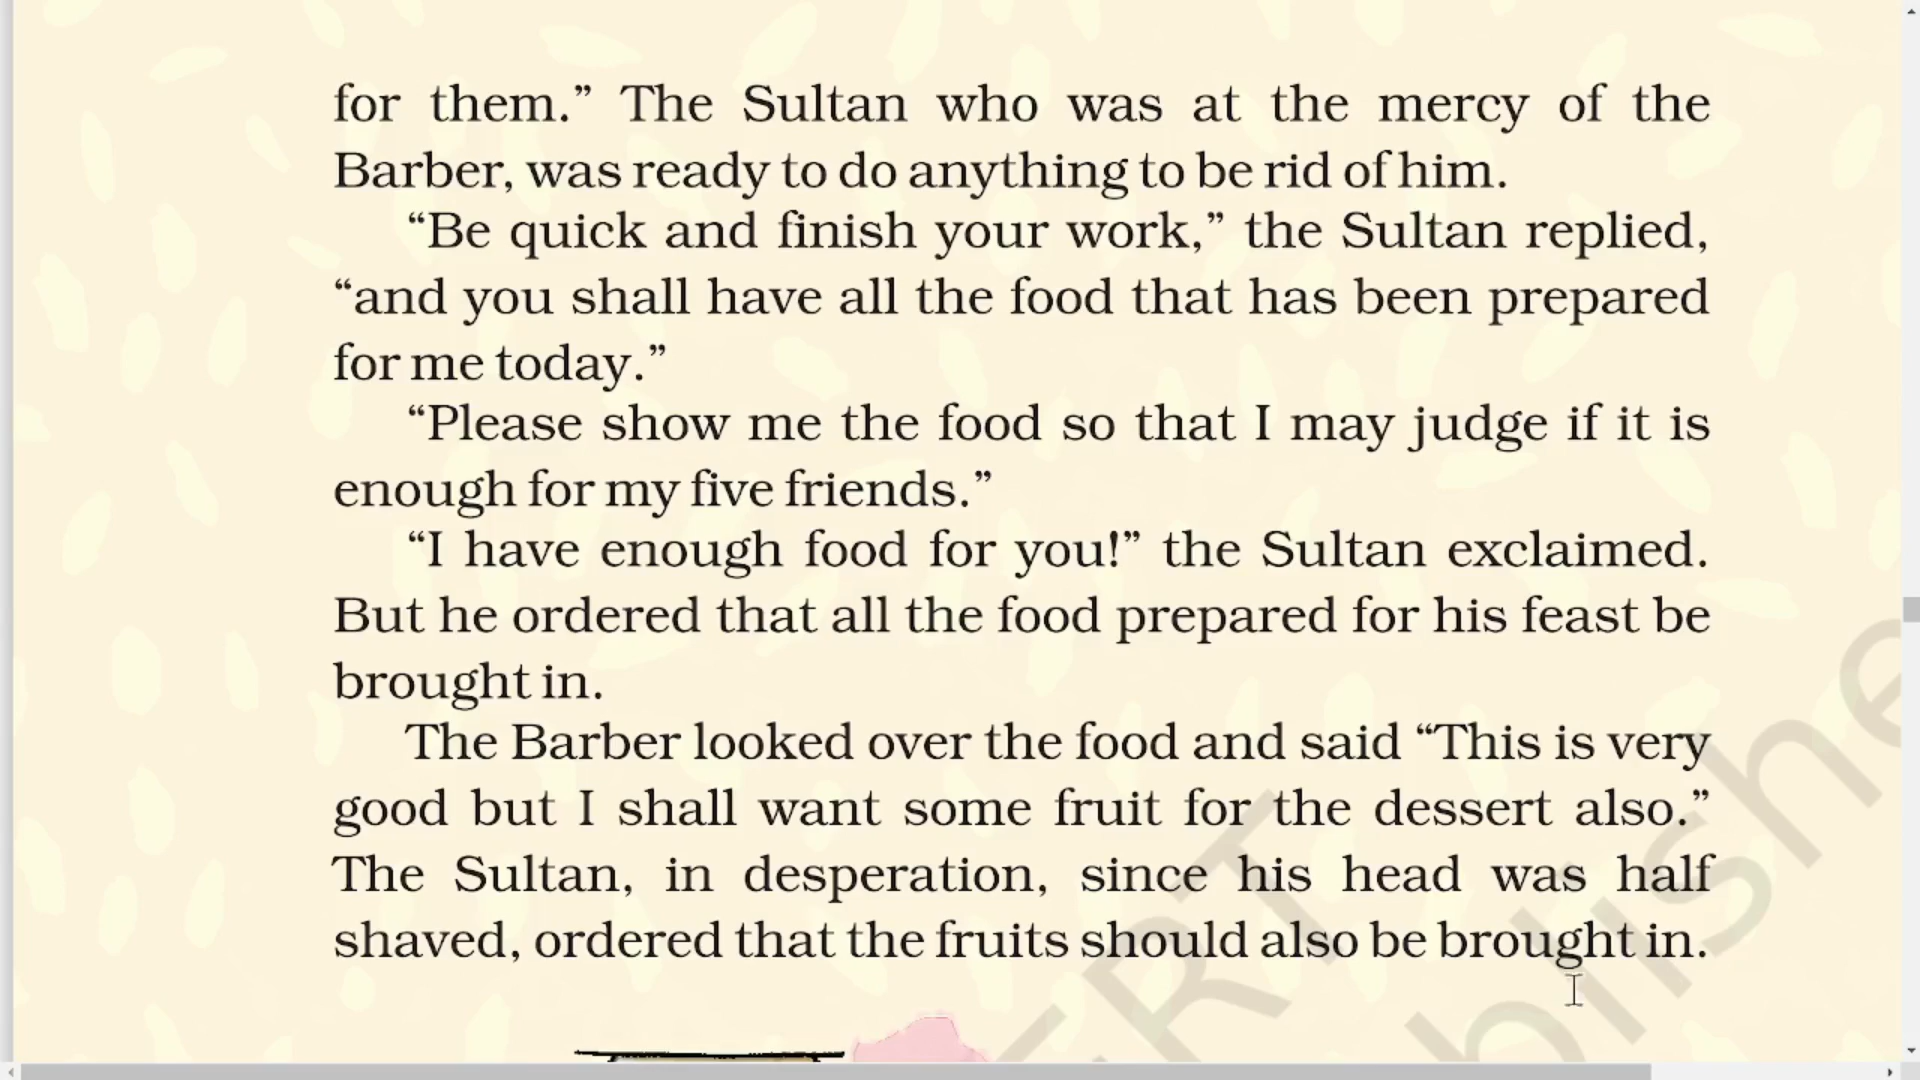 for them.” The Sultan who was at the mercy of the
Barber, was ready to do anything to be rid of him.
“Be quick and finish your work,” the Sultan replied,
“and you shall have all the food that has been prepared
for me today.”
“Please show me the food so that I may judge if it is
enough for my five friends.”
“I have enough food for you!” the Sultan exclaimed.
But he ordered that all the food prepared for his feast be
brought in.
The Barber looked over the food and said “This is very
good but I shall want some fruit for the dessert also.”
The Sultan, in desperation, since his head was half
shaved, ordered that the fruits should also be brought in.